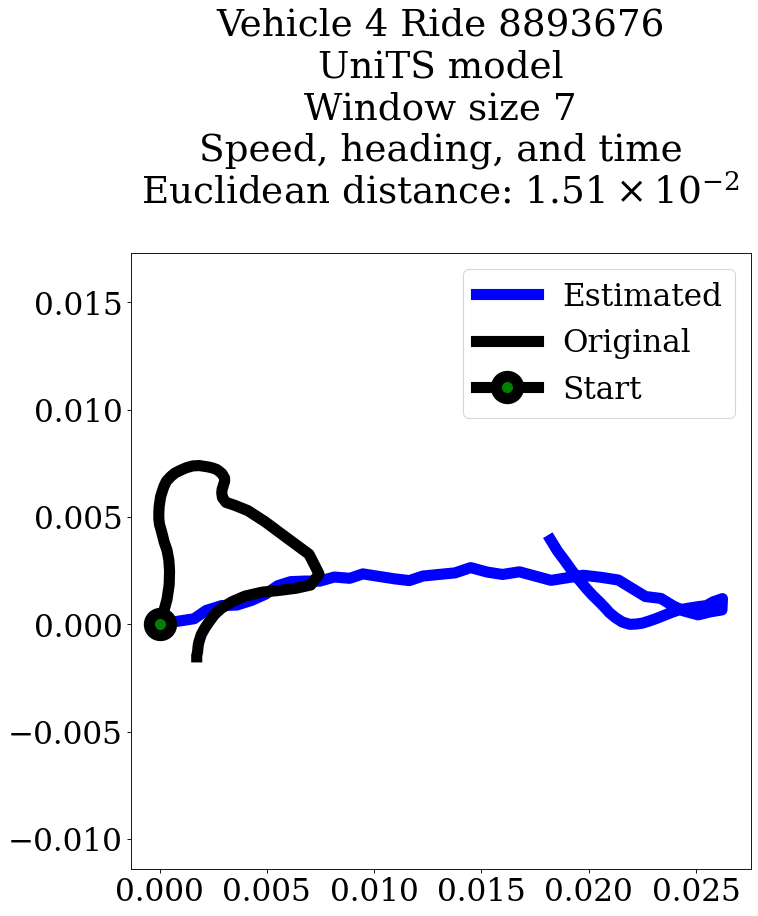 Vehicle 4 Ride 8893676
UniTS model
Window size 7
Speed, heading, and time
Euclidean distance: 1.51 × 10⁻²
Estimated
Original
Start
0.015
0.010
0.005
0.000
−0.005
−0.010
0.000 0.005 0.010 0.015 0.020 0.025